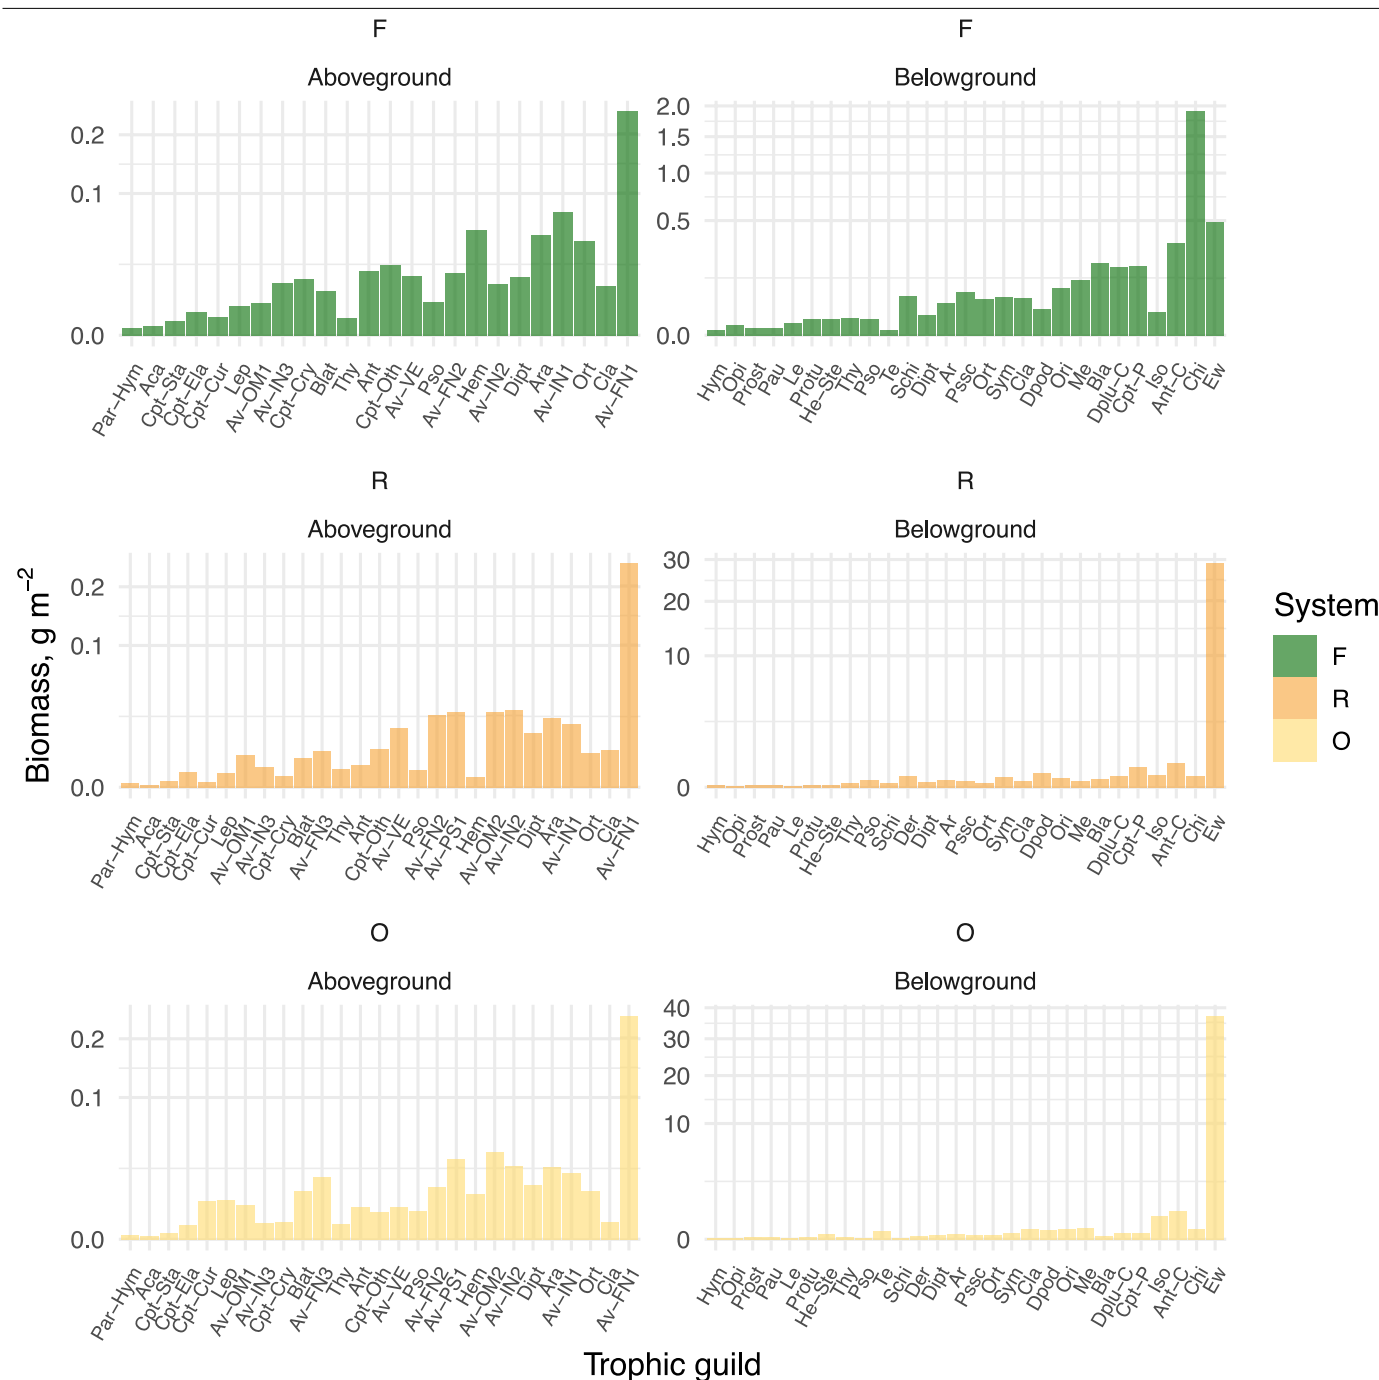 F
Aboveground
0.2
0.1
0.0
Par−Hym Aca Cpt−Sta Cpt−Ela Cpt−Cur Lep Av−OM1 Av−IN3 Cpt−Cry Blat Thy Ant Cpt−Oth Av−VE Pso Av−FN2 Hem Av−IN2 Dipt Ara Av−IN1 Ort Cla Av−FN1
F
Belowground
2.0
1.5
1.0
0.5
0.0
Hym Opi Prost Pau Le Protu He−Ste Thy Pso Te Schi Dipt Ar Pssc Ort Sym Cla Dpod Ori Me Bla Dplu−C Cpt−P Iso Ant−C Chi Ew
R
Aboveground
0.2
0.1
0.0
Par−Hym Aca Cpt−Sta Cpt−Ela Cpt−Cur Lep Av−OM1 Av−IN3 Cpt−Cry Blat Av−FN3 Thy Ant Cpt−Oth Av−VE Pso Av−FN2 Av−PS1 Hem Av−OM2 Av−IN2 Dipt Ara Av−IN1 Ort Cla Av−FN1
R
Belowground
30
20
10
0
Hym Opi Prost Pau Le Protu He−Ste Thy Pso Schi Der Dipt Ar Pssc Ort Sym Cla Dpod Ori Me Bla Dplu−C Cpt−P Iso Ant−C Chi Ew
O
Aboveground
0.2
0.1
0.0
Par−Hym Aca Cpt−Sta Cpt−Ela Cpt−Cur Lep Av−OM1 Av−IN3 Cpt−Cry Blat Av−FN3 Thy Ant Cpt−Oth Av−VE Pso Av−FN2 Av−PS1 Hem Av−OM2 Av−IN2 Dipt Ara Av−IN1 Ort Cla Av−FN1
O
Belowground
40
30
20
10
0
Hym Opi Prost Pau Le Protu He−Ste Thy Pso Te Schi Der Dipt Ar Pssc Ort Sym Cla Dpod Ori Me Bla Dplu−C Cpt−P Iso Ant−C Chi Ew
Biomass, g m⁻²
Trophic guild
System
F
R
O